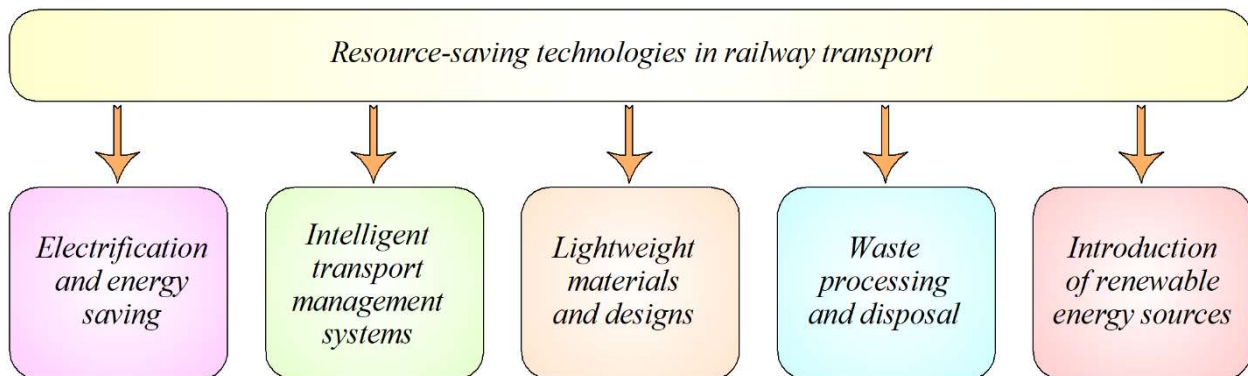 Resource-saving technologies in railway transport
Electrification
and energy
saving
Intelligent
transport
management
systems
Lightweight
materials
and designs
Waste
processing
and disposal
Introduction
of renewable
energy sources